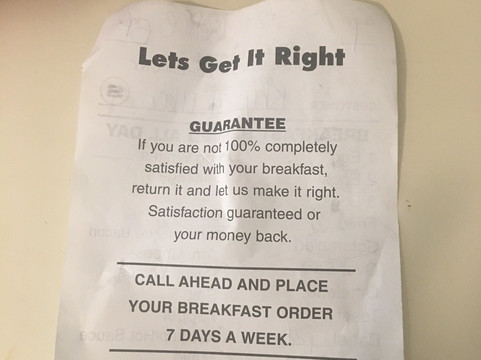 Lets Get It Right
GUARANTEE
If you are not 100% completely
satisfied with your breakfast,
return it and let us make it right.
Satisfaction guaranteed or
your money back.
CALL AHEAD AND PLACE
YOUR BREAKFAST ORDER
7 DAYS A WEEK.